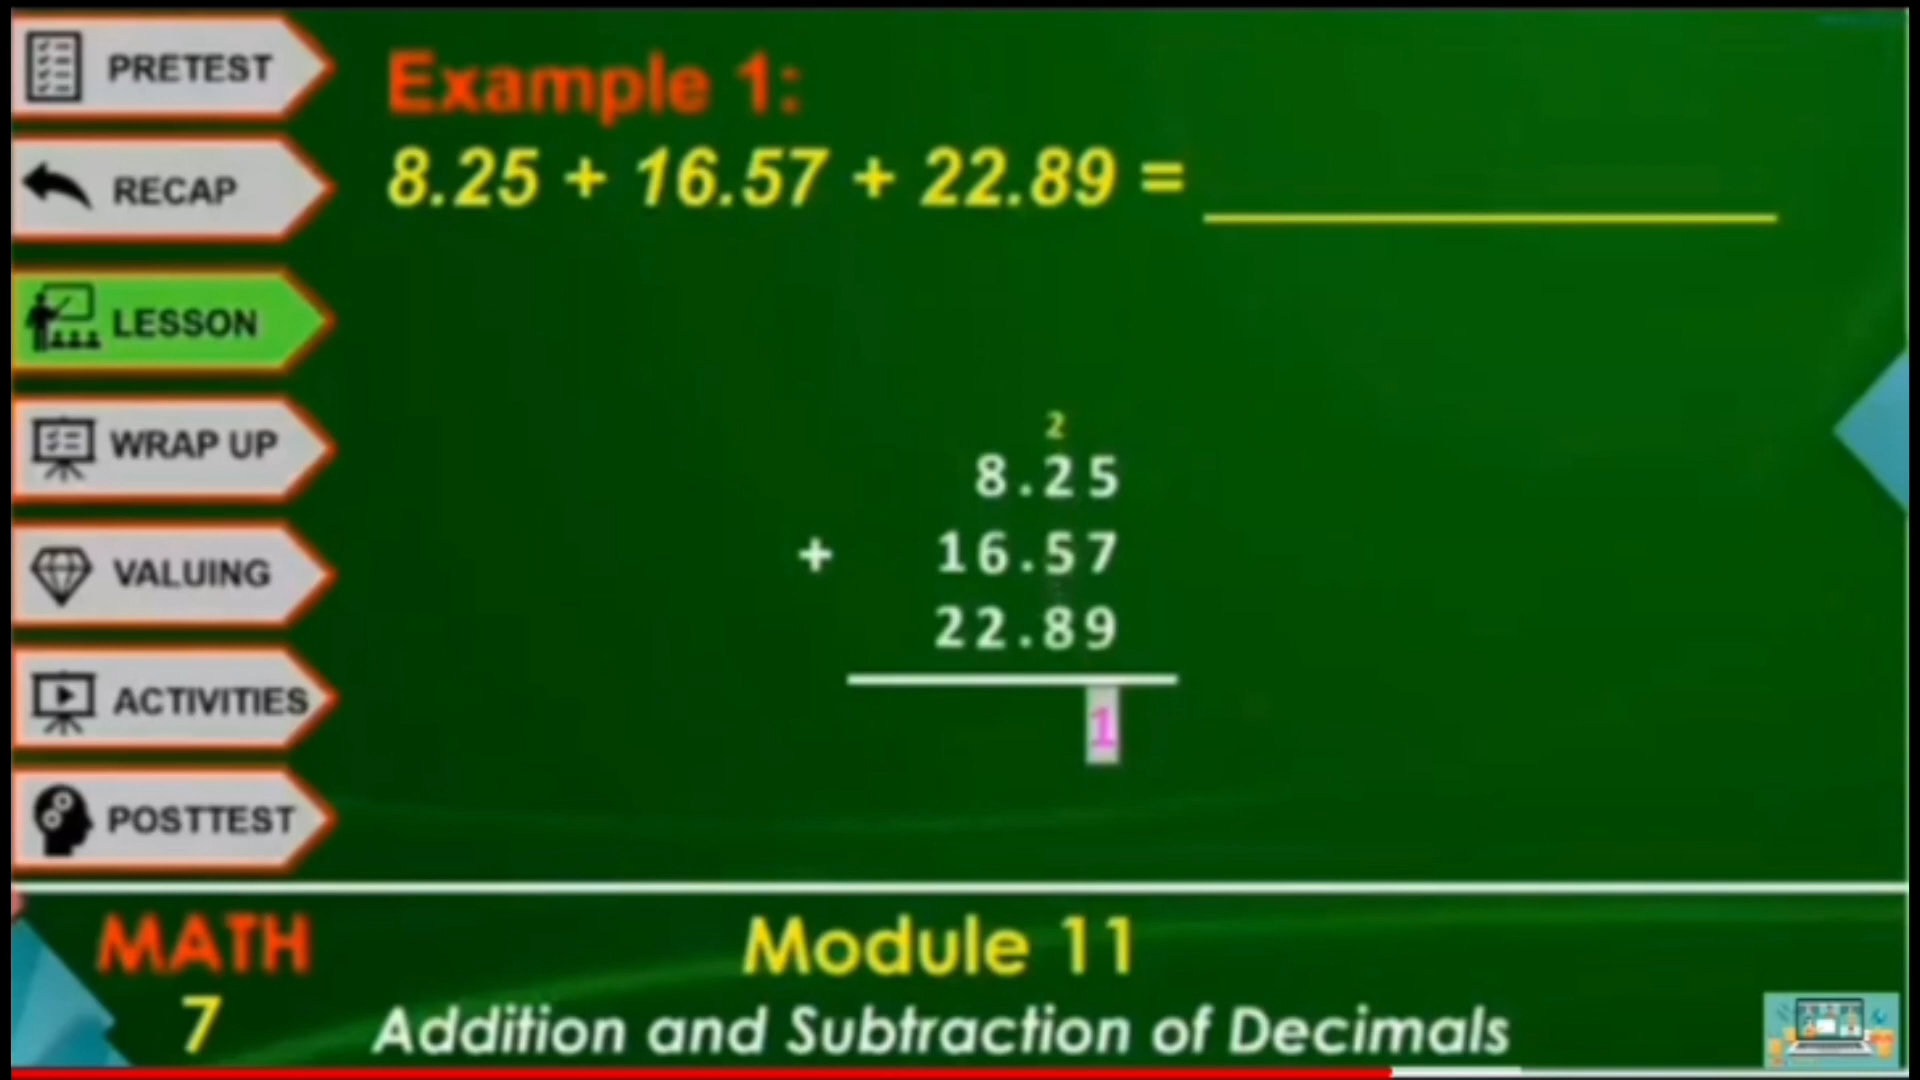 PRETEST
RECAP
LESSON
WRAP UP
VALUING
ACTIVITIES
POSTTEST
Example 1:
8.25 + 16.57 + 22.89 = ____________
2
8.25
+ 16.57
22.89
1
MATH
7
Module 11
Addition and Subtraction of Decimals